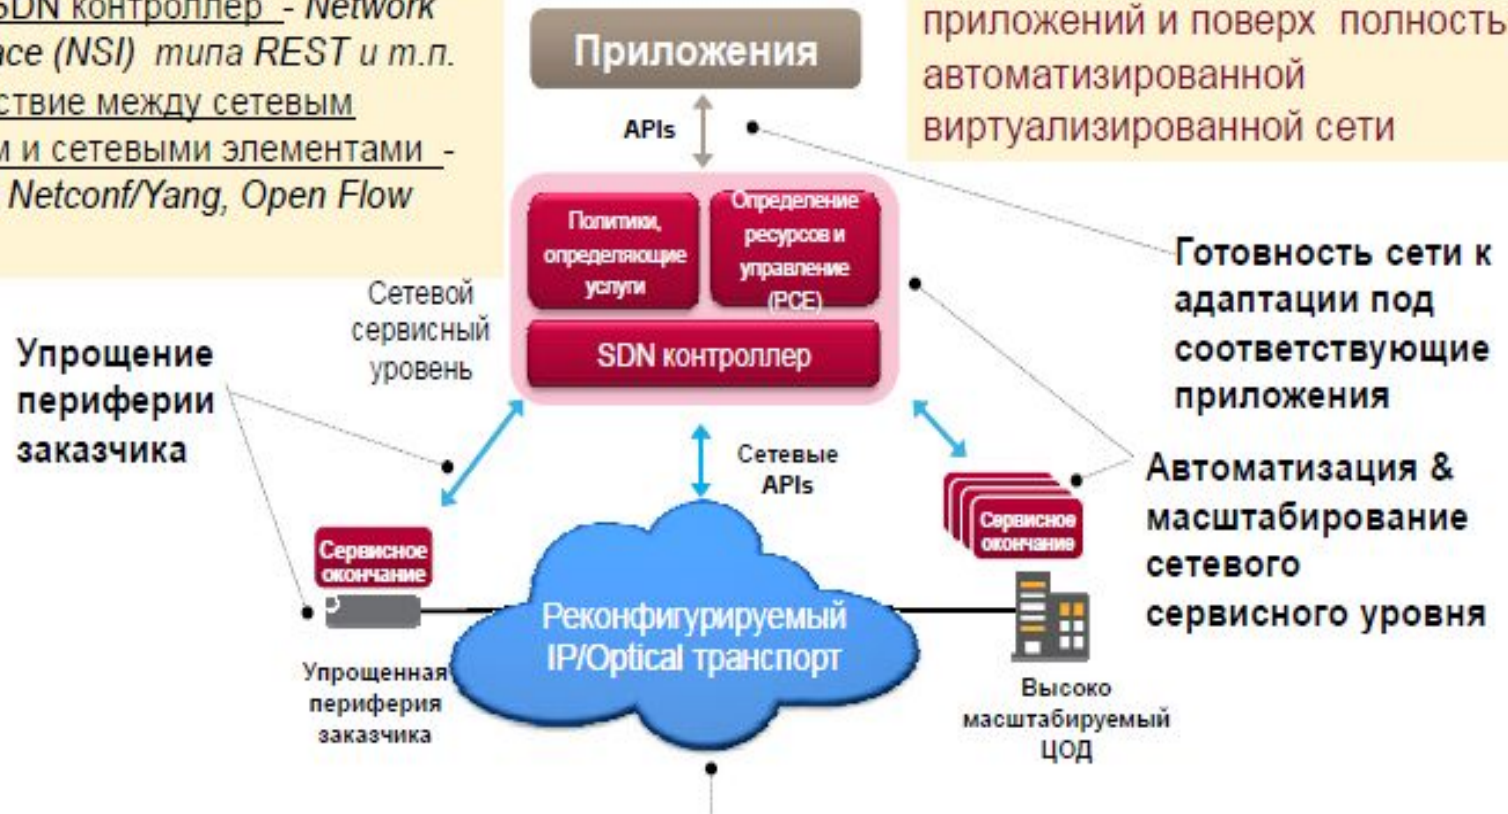 SDN контроллер - Network
ace (NSI) типа REST и т.п.
ствие между сетевым
м и сетевыми элементами -
Netconf/Yang, Open Flow
Приложения
приложений и поверх полность
автоматизированной
виртуализированной сети
APIs
Политики,
определяющие
услуги
Определение
ресурсов и
управление
(PCE)
SDN контроллер
Сетевой
сервисный
уровень
Готовность сети к
адаптации под
соответствующие
приложения
Упрощение
периферии
заказчика
Сетевые
APIs
Автоматизация &
масштабирование
сетевого
сервисного уровня
Сервисное
окончание
Сервисное
окончание
Реконфигурируемый
IP/Optical транспорт
Упрощенная
периферия
заказчика
Высоко
масштабируемый
ЦОД